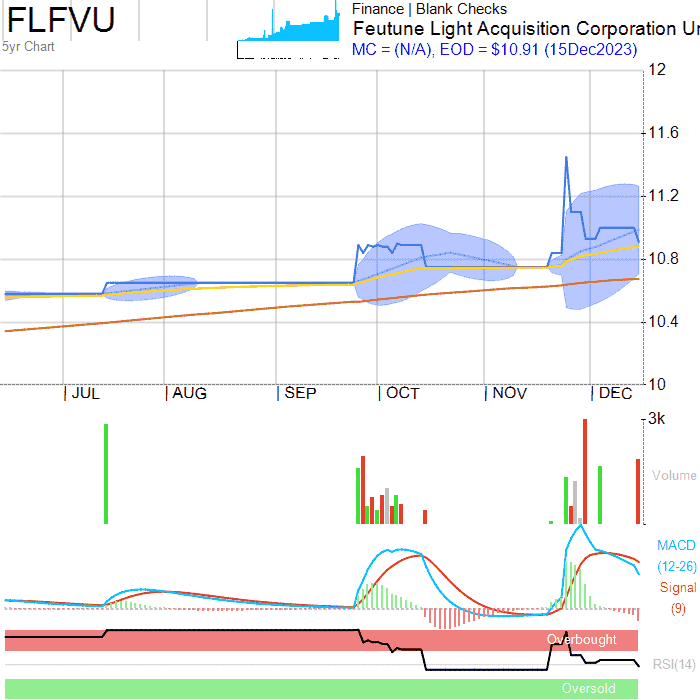 FLFVU
5yr Chart
Finance | Blank Checks
Feutune Light Acquisition Corporation Un
MC = (N/A), EOD = $10.91 (15Dec2023)
12
11.6
11.2
10.8
10.4
10
JUL
AUG
SEP
OCT
NOV
DEC
3k
Volume
MACD
(12-26)
Signal
(9)
Overbought
RSI(14)
Oversold